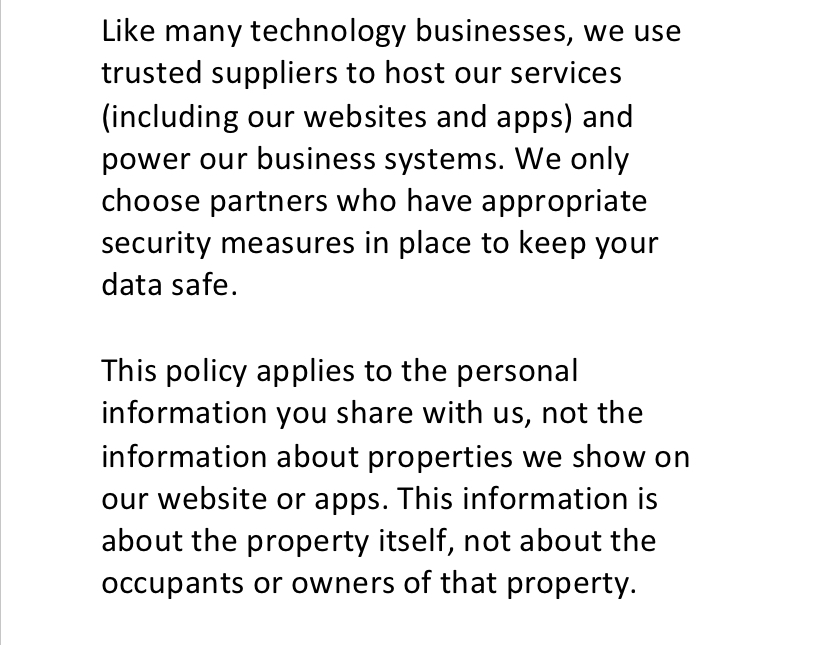 Like many technology businesses, we use
trusted suppliers to host our services
(including our websites and apps) and
power our business systems. We only
choose partners who have appropriate
security measures in place to keep your
data safe.
This policy applies to the personal
information you share with us, not the
information about properties we show on
our website or apps. This information is
about the property itself, not about the
occupants or owners of that property.